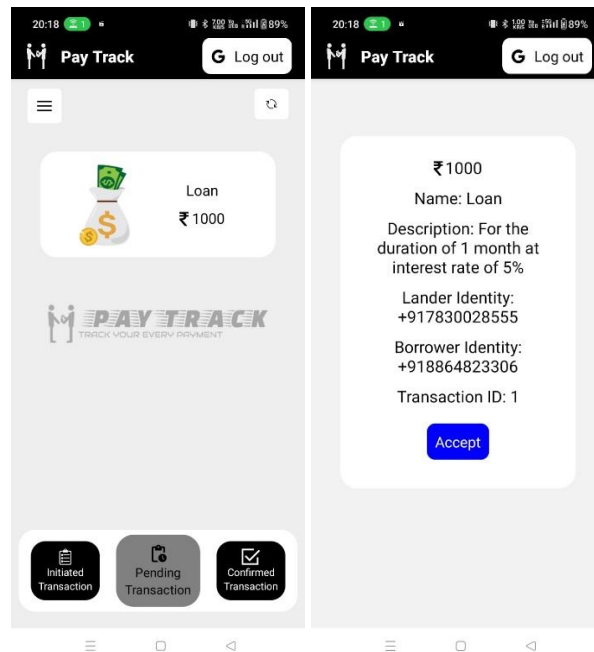 20:18 1 89%
Pay Track
G Log out
Loan
₹ 1000
PAY TRACK
TRACK YOUR EVERY PAYMENT
Initiated
Transaction
Pending
Transaction
Confirmed
Transaction
20:18 1 89%
Pay Track
G Log out
₹ 1000
Name: Loan
Description: For the
duration of 1 month at
interest rate of 5%
Lander Identity:
+917830028555
Borrower Identity:
+918864823306
Transaction ID: 1
Accept